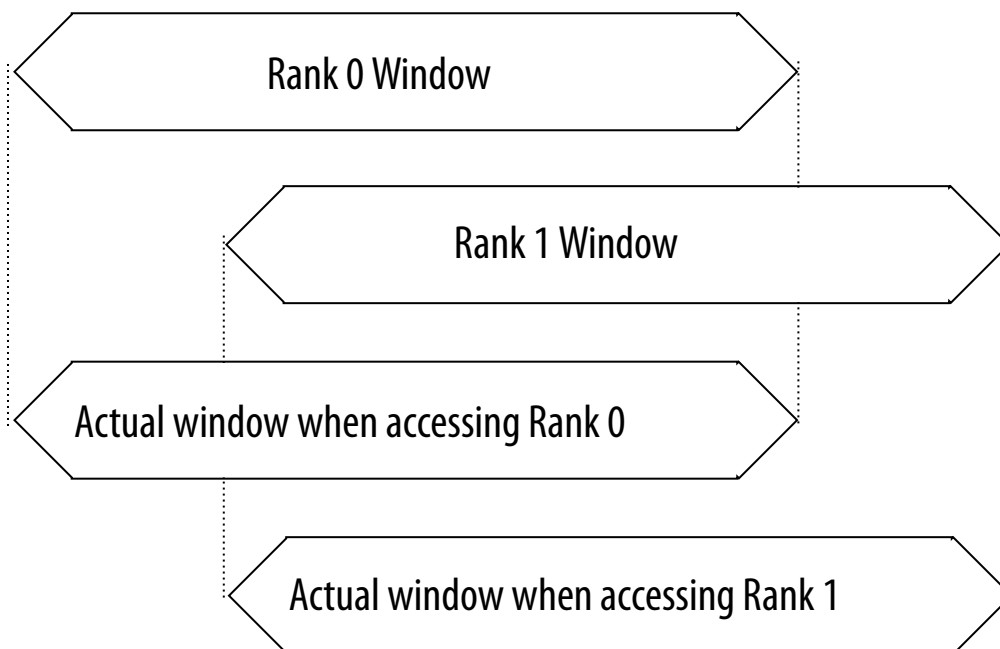 Rank 0 Window
Rank 1 Window
Actual window when accessing Rank 0
Actual window when accessing Rank 1